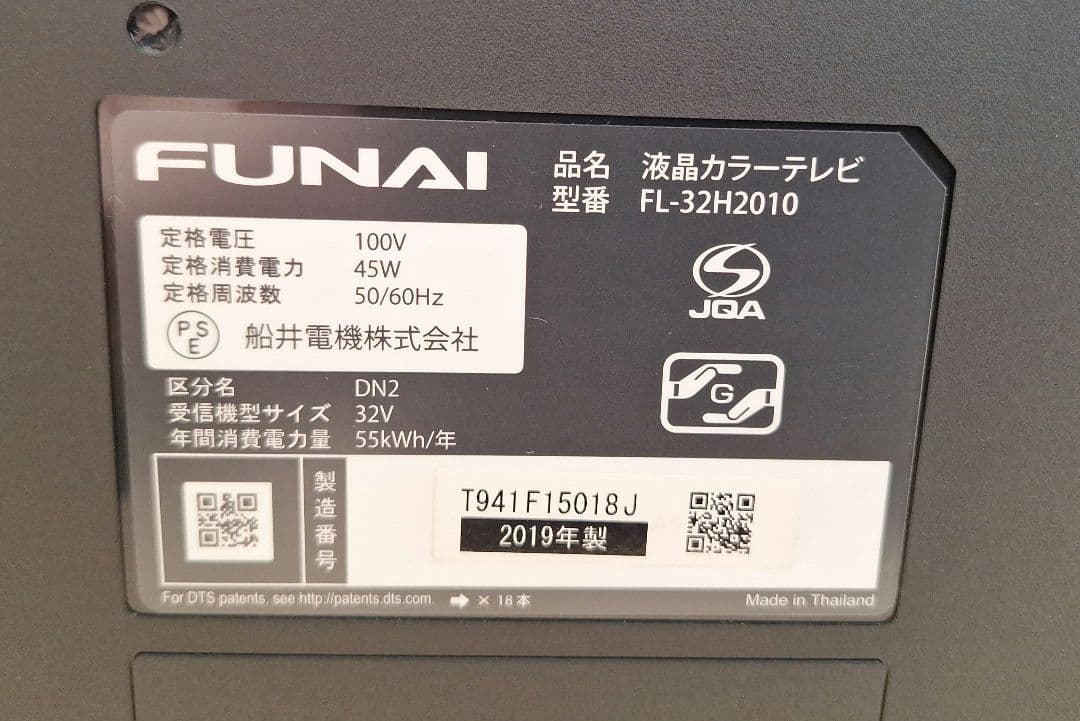 FUNAI
品名 液晶カラーテレビ
型番 FL-32H2010
定格電圧 100V
定格消費電力 45W
定格周波数 50/60Hz
PSE 船井電機株式会社
JQA
G
区分名 DN2
受信機型サイズ 32V
年間消費電力量 55kWh/年
製造番号
T941F15018J
2019年製
For DTS patents, see http://patents.dts.com. ➡ × 18本
Made in Thailand